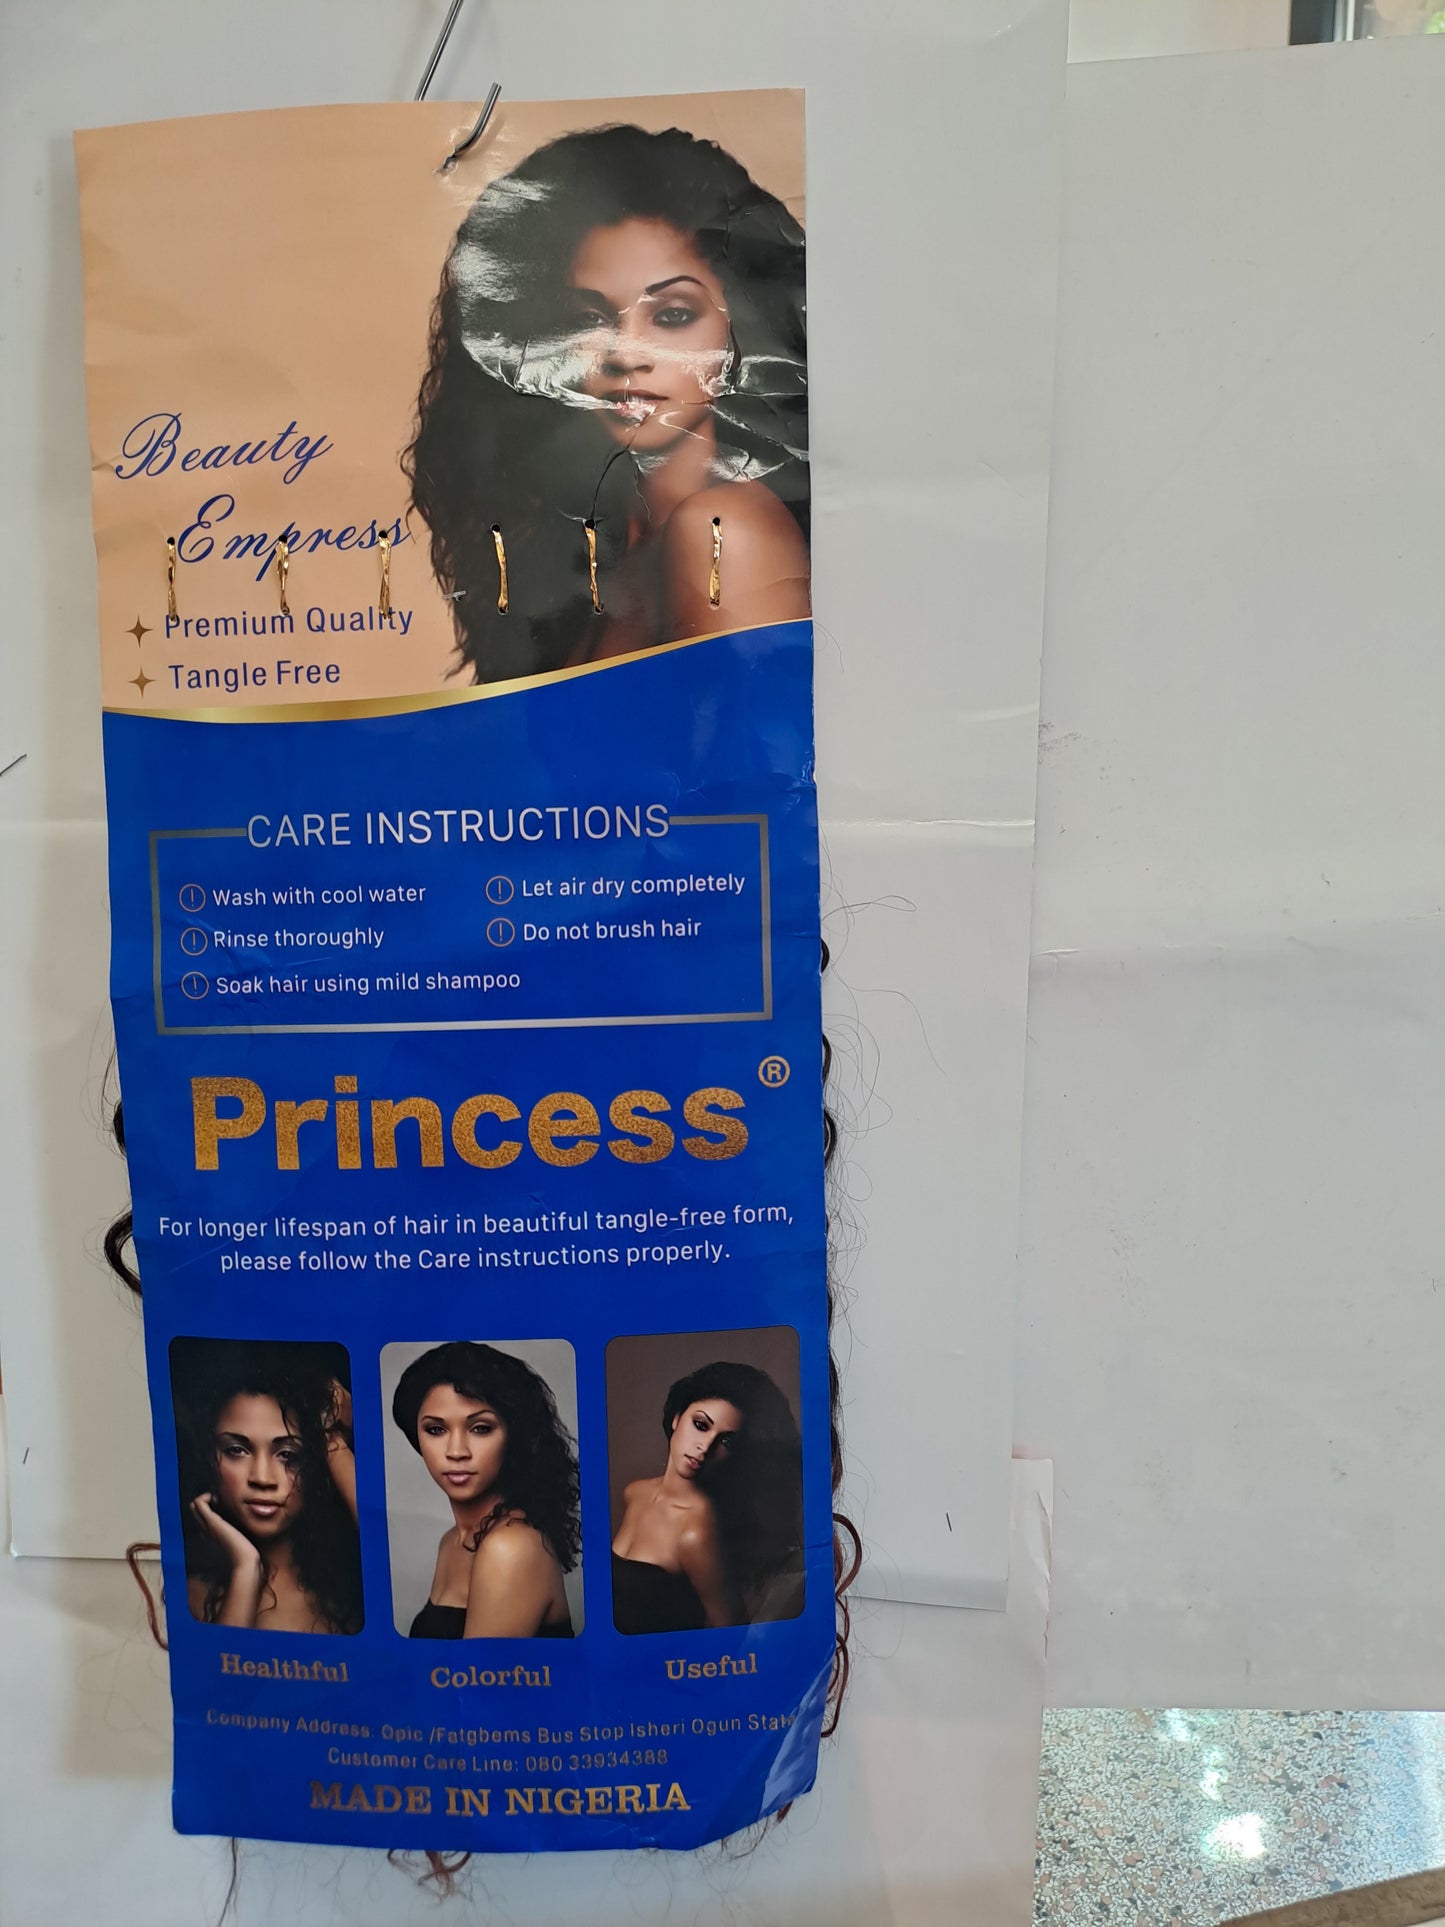 Beauty
Empress
Premium Quality
Tangle Free
CARE INSTRUCTIONS
Wash with cool water
Let air dry completely
Rinse thoroughly
Do not brush hair
Soak hair using mild shampoo
Princess®
For longer lifespan of hair in beautiful tangle-free form,
please follow the Care instructions properly.
Healthful Colorful Useful
Company Address: Opic /Fatgbems Bus Stop Isheri Ogun State
Customer Care Line: 080 33934388
MADE IN NIGERIA